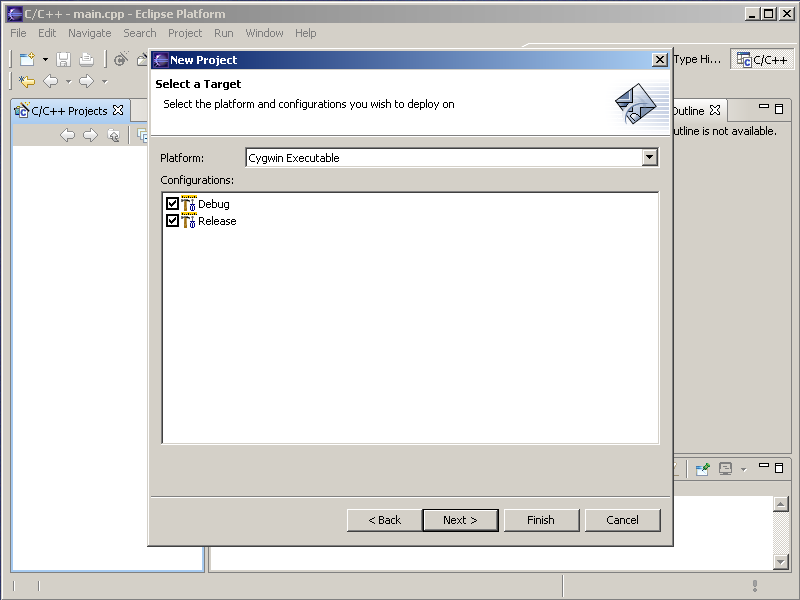 C/C++ - main.cpp - Eclipse Platform
File Edit Navigate Search Project Run Window Help
New Project
Type Hi...
C/C++
Select a Target
Select the platform and configurations you wish to deploy on
C/C++ Projects
Outline
utline is not available.
Platform:
Cygwin Executable
Configurations:
Debug
Release
< Back
Next >
Finish
Cancel